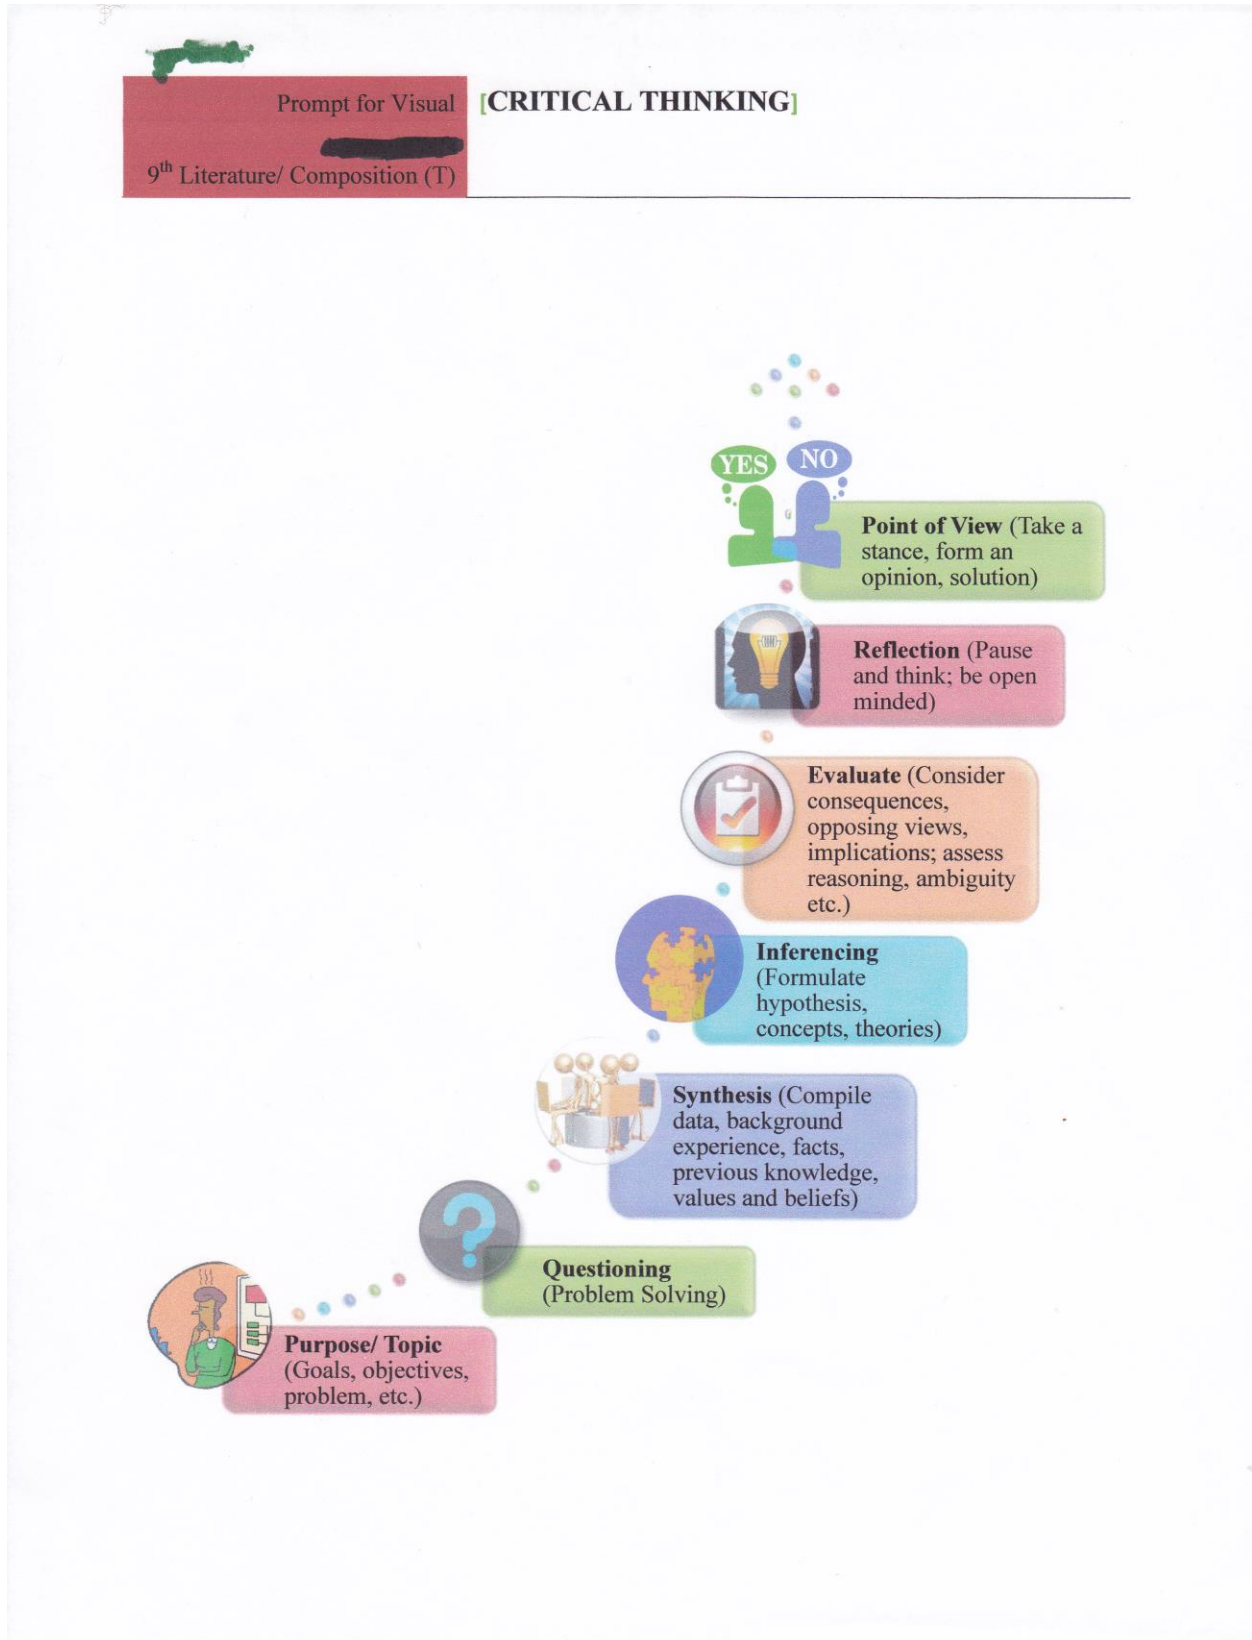 Prompt for Visual
9th Literature/ Composition (T)
[CRITICAL THINKING]
YES
NO
Point of View (Take a
stance, form an
opinion, solution)
Reflection (Pause
and think; be open
minded)
Evaluate (Consider
consequences,
opposing views,
implications; assess
reasoning, ambiguity
etc.)
Inferencing
(Formulate
hypothesis,
concepts, theories)
Synthesis (Compile
data, background
experience, facts,
previous knowledge,
values and beliefs)
?
Questioning
(Problem Solving)
Purpose/ Topic
(Goals, objectives,
problem, etc.)